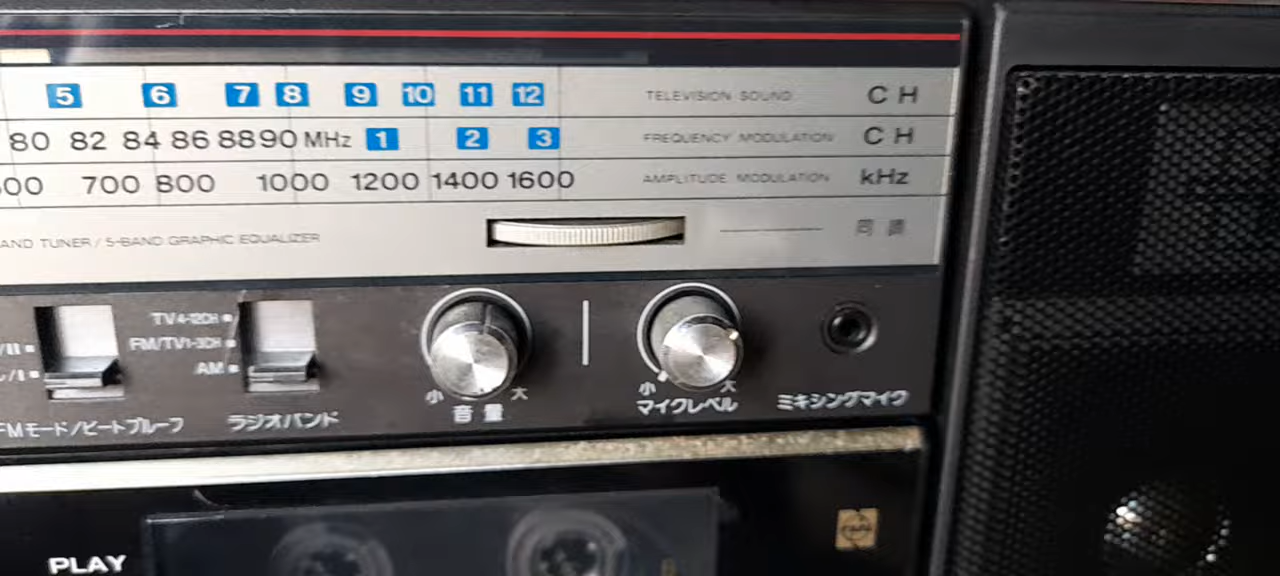 5 6 7 8 9 10 11 12 TELEVISION SOUND CH
80 82 84 86 88 90 MHz 1 2 3 FREQUENCY MODULATION CH
700 800 1000 1200 1400 1600 AMPLITUDE MODULATION kHz
AND TUNER / 5-BAND GRAPHIC EQUALIZER 同調
TV4-12CH
FM/TV1-3CH
AM
小 大
小 大
FMモード/ビートプルーフ
ラジオバンド
音量
マイクレベル
ミキシングマイク
PLAY